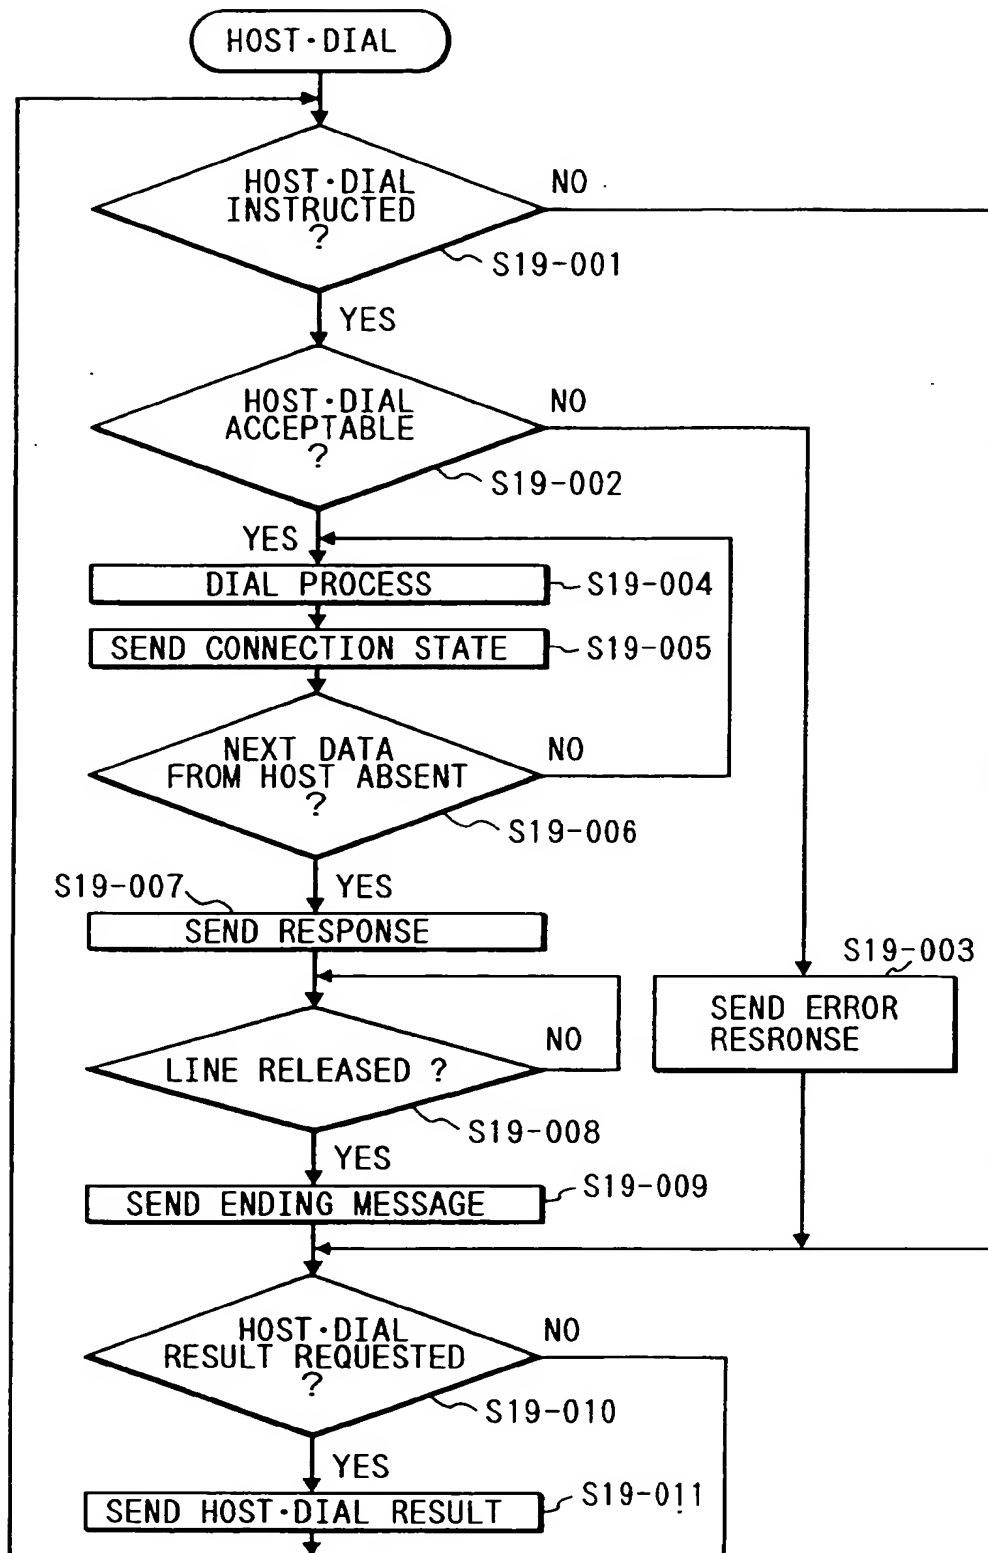 HOST·DIAL
HOST·DIAL
INSTRUCTED
?
NO
S19-001
YES
HOST·DIAL
ACCEPTABLE
?
NO
S19-002
YES
DIAL PROCESS
S19-004
SEND CONNECTION STATE
S19-005
NEXT DATA
FROM HOST ABSENT
?
NO
S19-006
YES
S19-007
SEND RESPONSE
S19-003
SEND ERROR
RESRONSE
LINE RELEASED ?
NO
S19-008
YES
SEND ENDING MESSAGE
S19-009
HOST·DIAL
RESULT REQUESTED
?
NO
S19-010
YES
SEND HOST·DIAL RESULT
S19-011